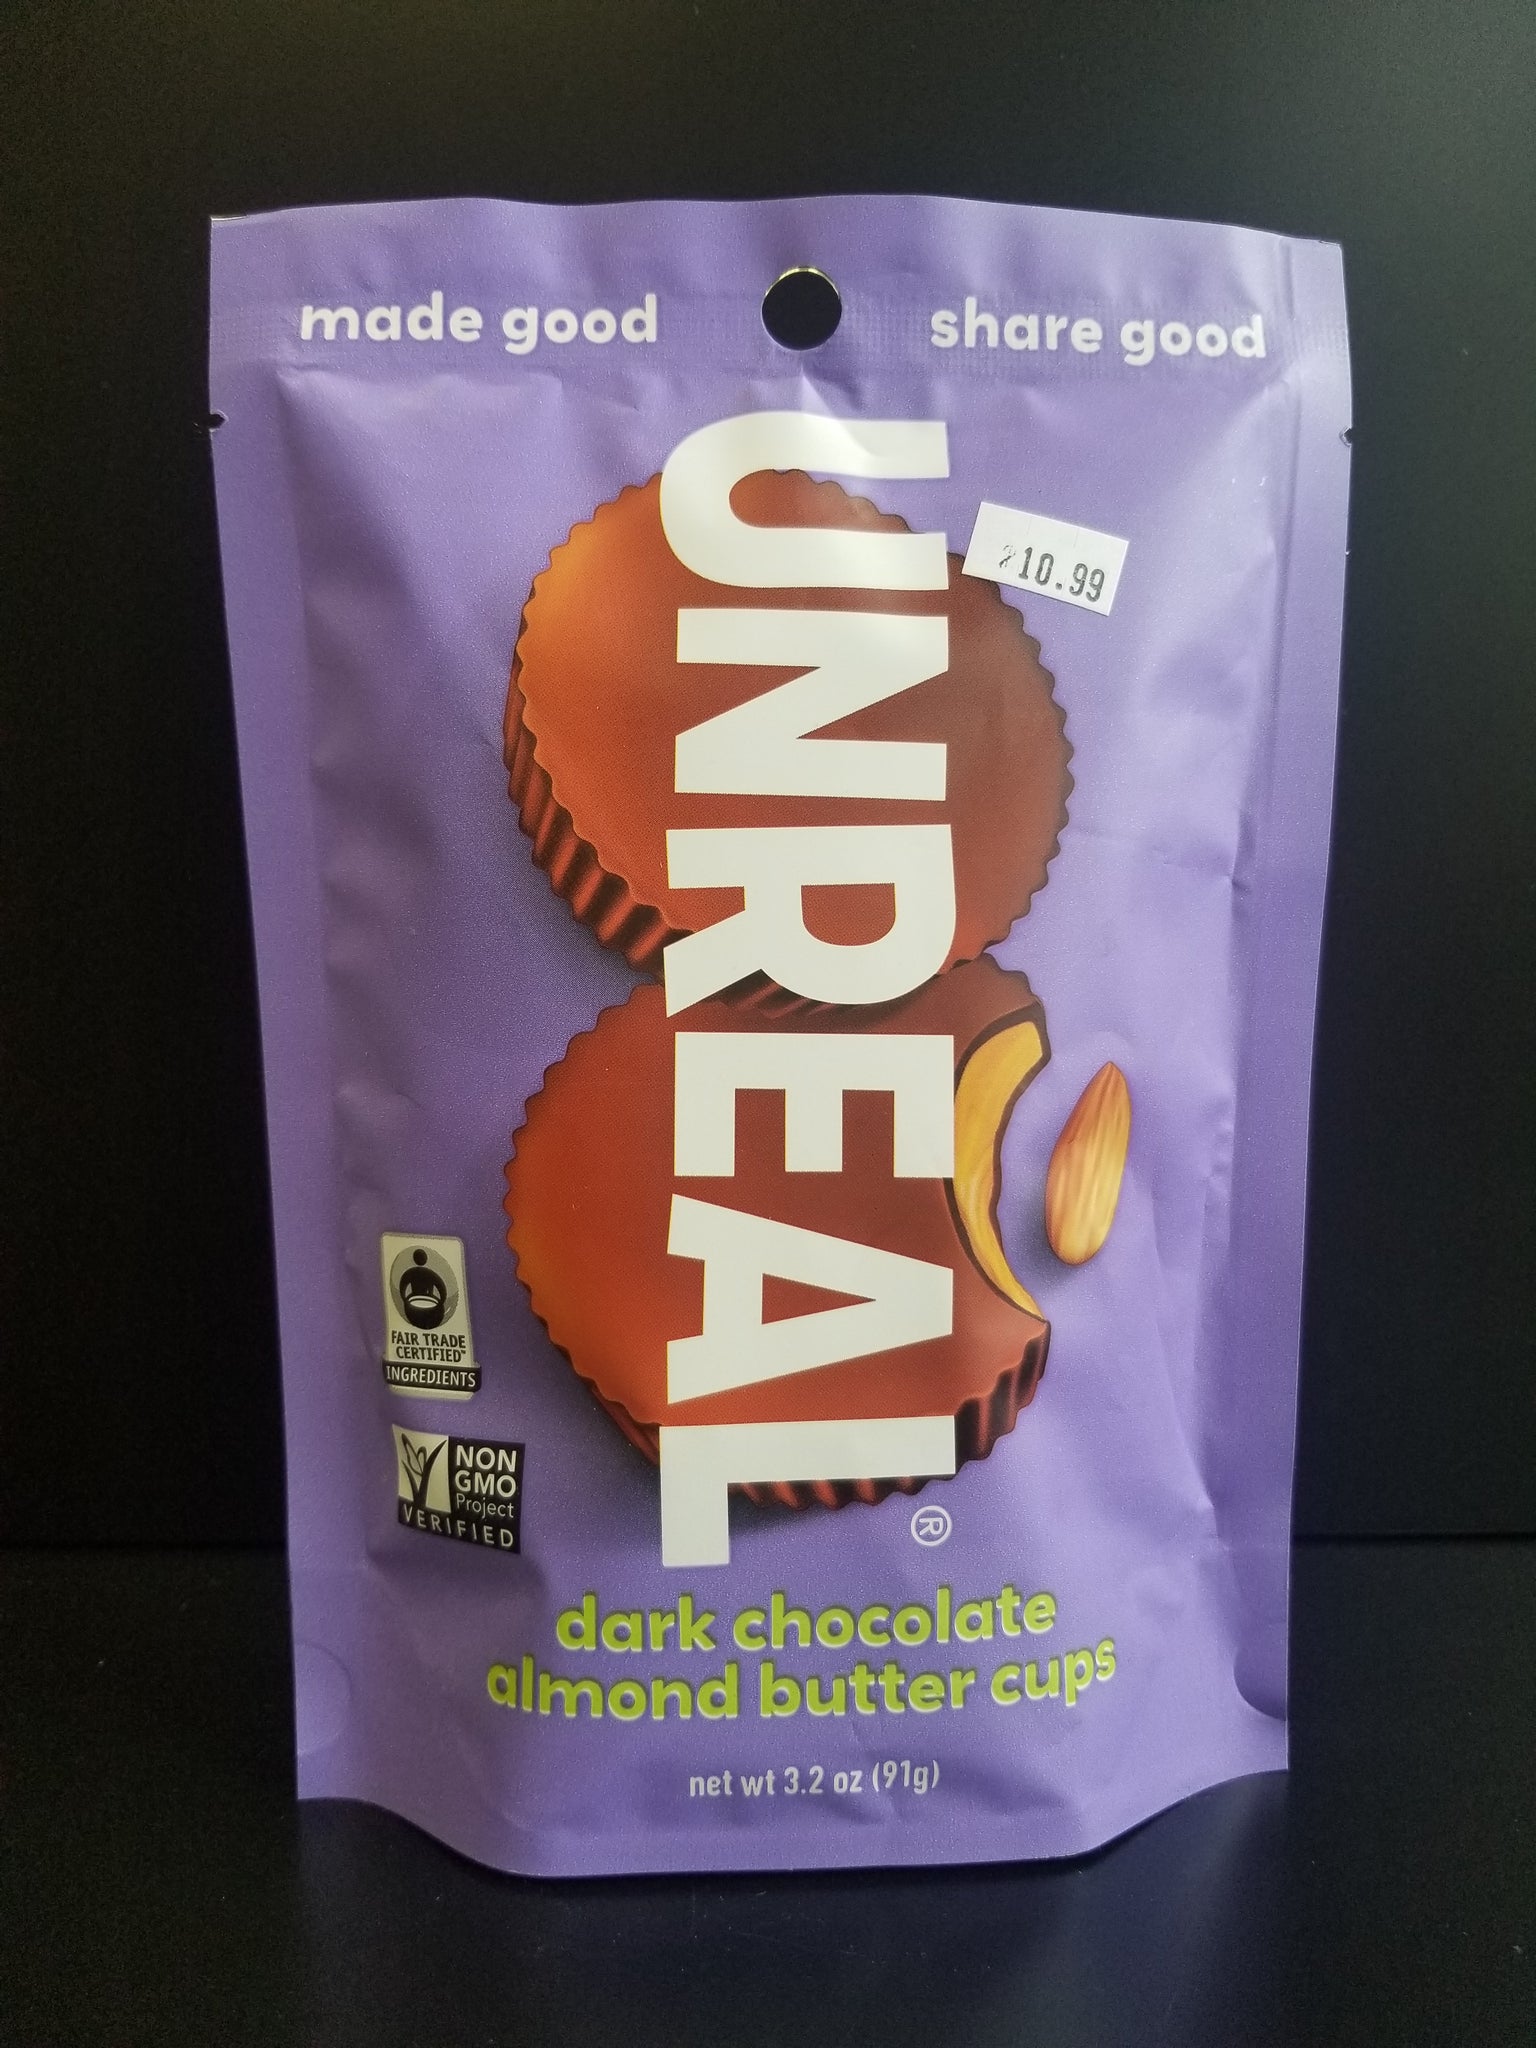 made good
share good
UNREAL®
$10.99
FAIR TRADE
CERTIFIED™
INGREDIENTS
NON
GMO
Project
VERIFIED
dark chocolate
almond butter cups
net wt 3.2 oz (91g)